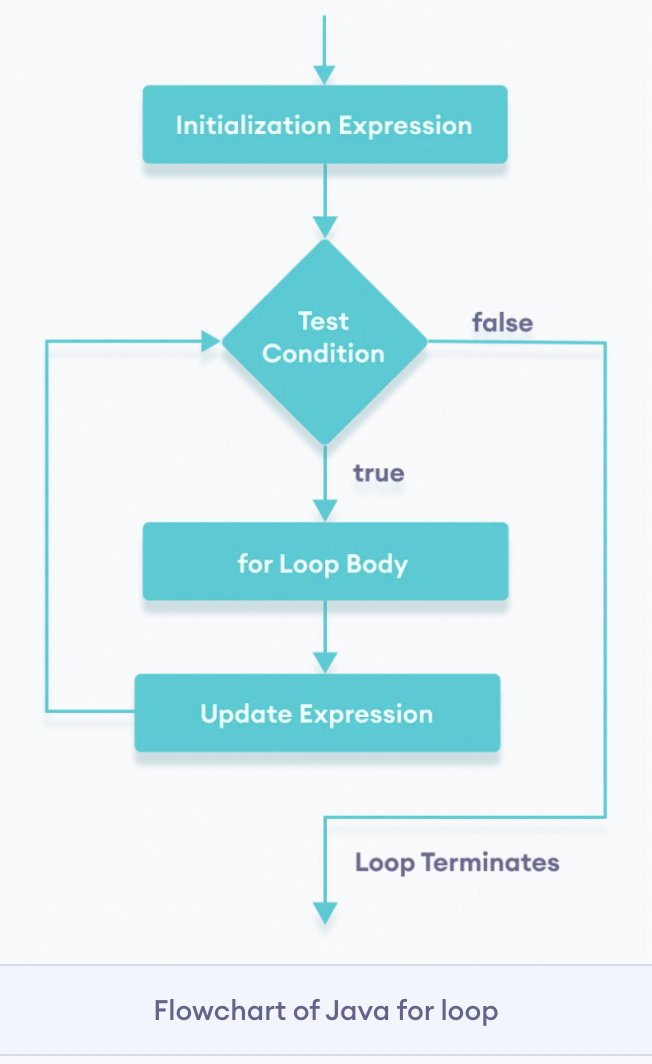 Initialization Expression
Test
Condition
false
true
for Loop Body
Update Expression
Loop Terminates
Flowchart of Java for loop